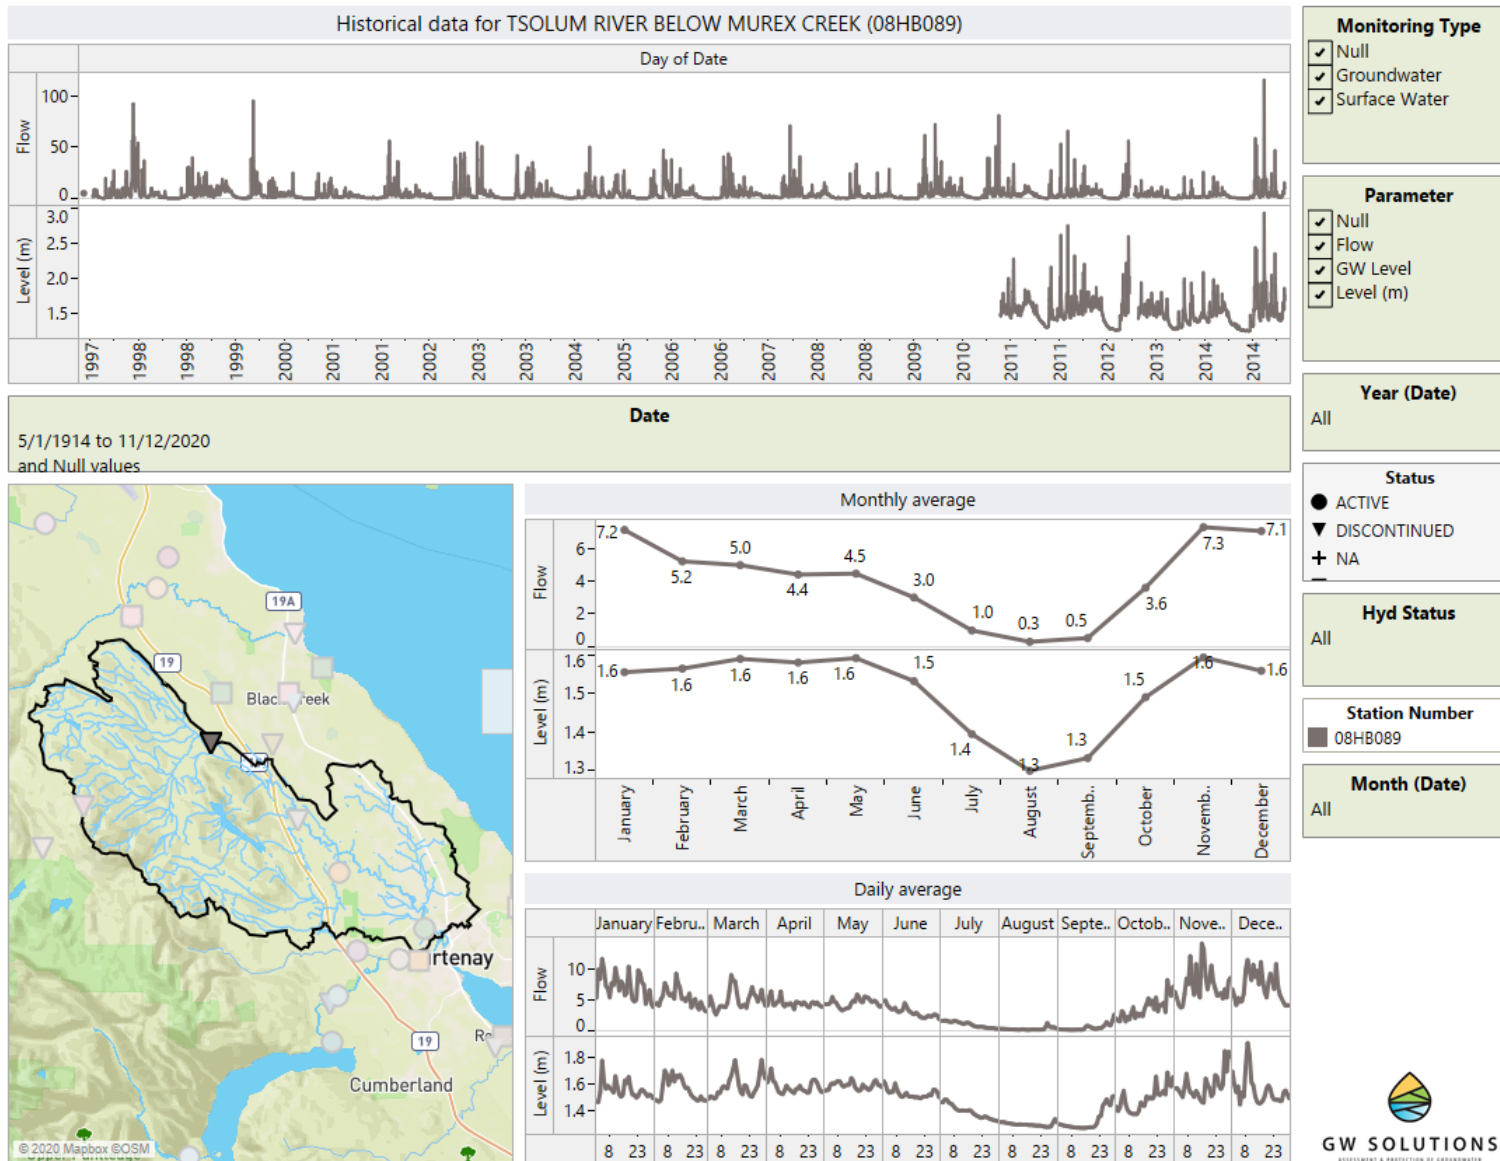 Historical data for TSOLUM RIVER BELOW MUREX CREEK (08HB089)
Day of Date
Flow
100
50
0
Level (m)
3.0
2.5
2.0
1.5
1997
1998
1998
1999
2000
2001
2001
2002
2003
2003
2004
2005
2006
2006
2007
2008
2008
2009
2010
2011
2011
2012
2013
2014
2014
Date
5/1/1914 to 11/12/2020
and Null values
19A
19
rtenay
19
Cumberland
© 2020 Mapbox ©OSM
Monthly average
Flow
6
4
2
0
7.2
5.2
5.0
4.4
4.5
3.0
1.0
0.3
0.5
3.6
7.3
7.1
Level (m)
1.6
1.5
1.4
1.3
1.6
1.6
1.6
1.6
1.6
1.5
1.4
1.3
1.3
1.5
1.6
1.6
January
February
March
April
May
June
July
August
Septemb..
October
Novemb..
December
Daily average
January Febru.. March April May June July August Septe.. Octob.. Nove.. Dece..
Flow
10
5
0
Level (m)
1.8
1.6
1.4
8 23 8 23 8 23 8 23 8 23 8 23 8 23 8 23 8 23 8 23 8 23 8 23
Monitoring Type
Null
Groundwater
Surface Water
Parameter
Null
Flow
GW Level
Level (m)
Year (Date)
All
Status
ACTIVE
DISCONTINUED
NA
Hyd Status
All
Station Number
08HB089
Month (Date)
All
GW SOLUTIONS